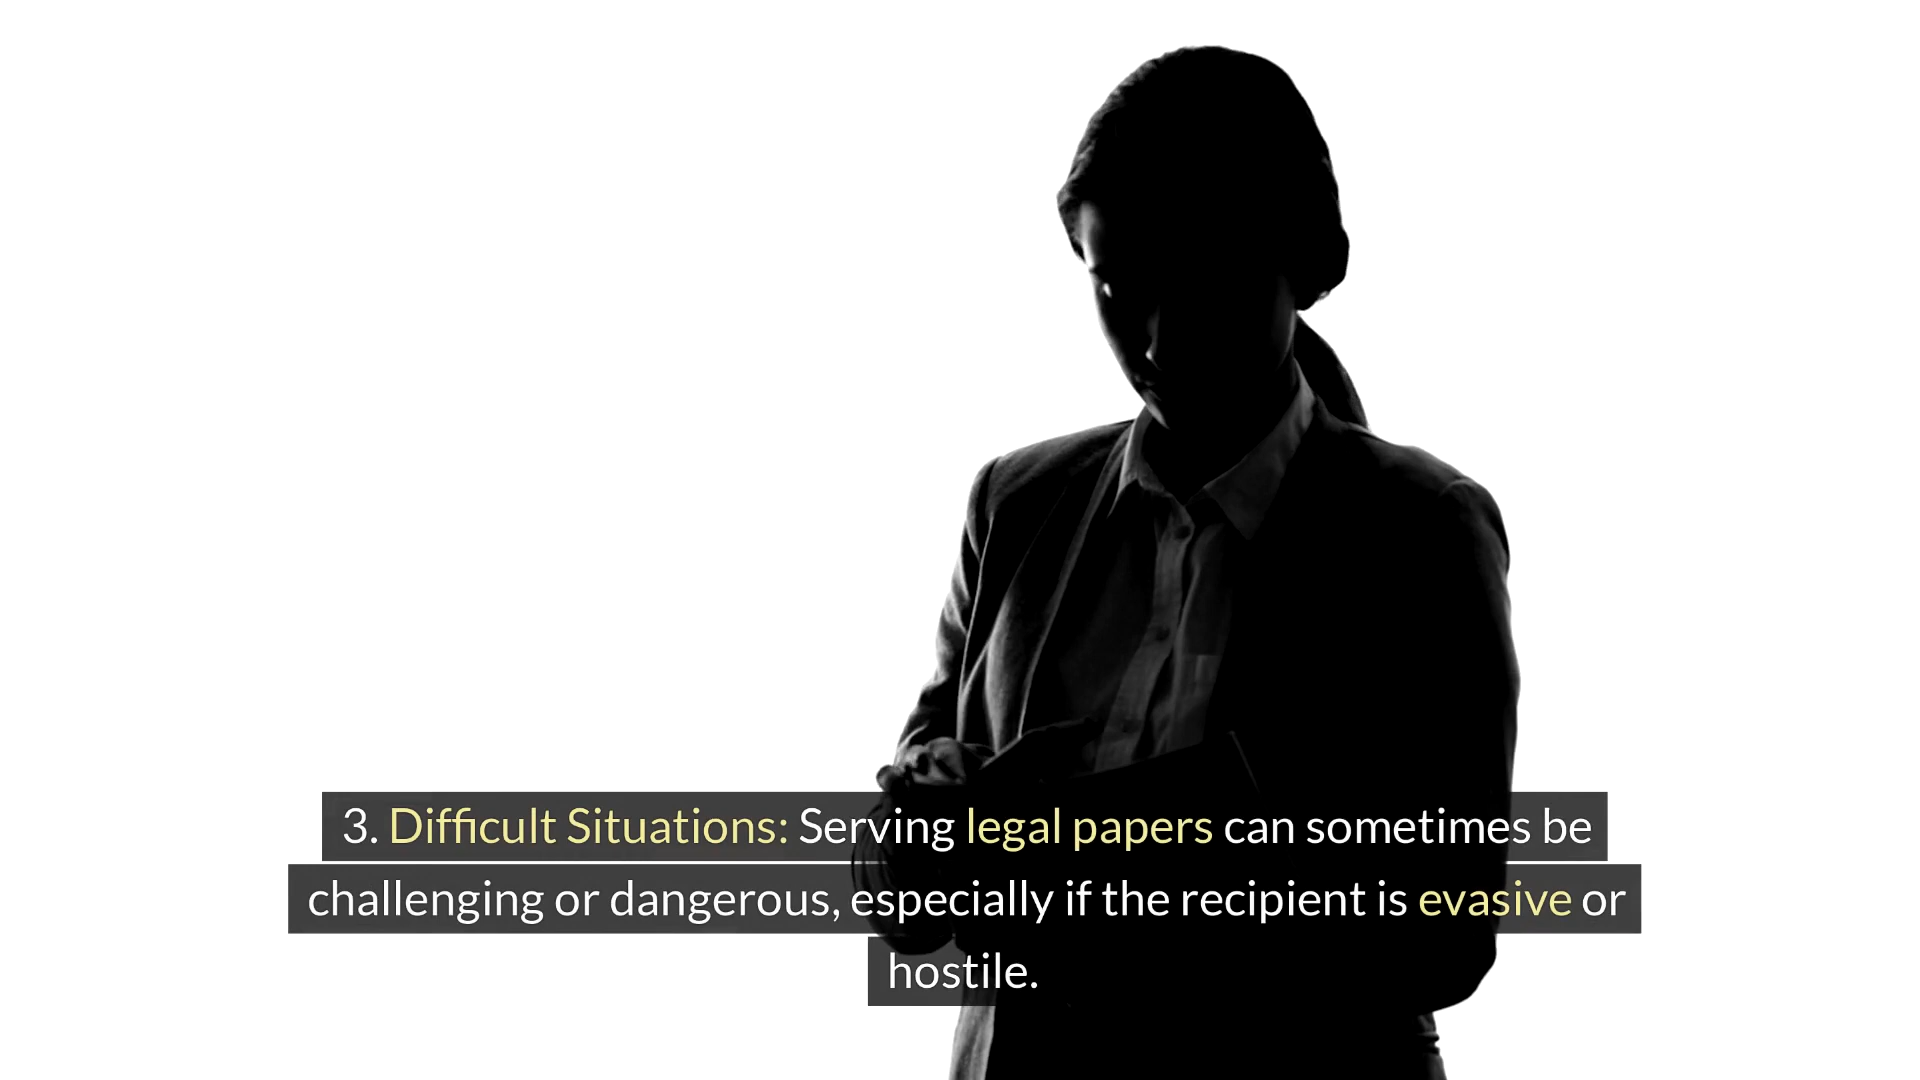 3. Difficult Situations: Serving legal papers can sometimes be
challenging or dangerous, especially if the recipient is evasive or
hostile.